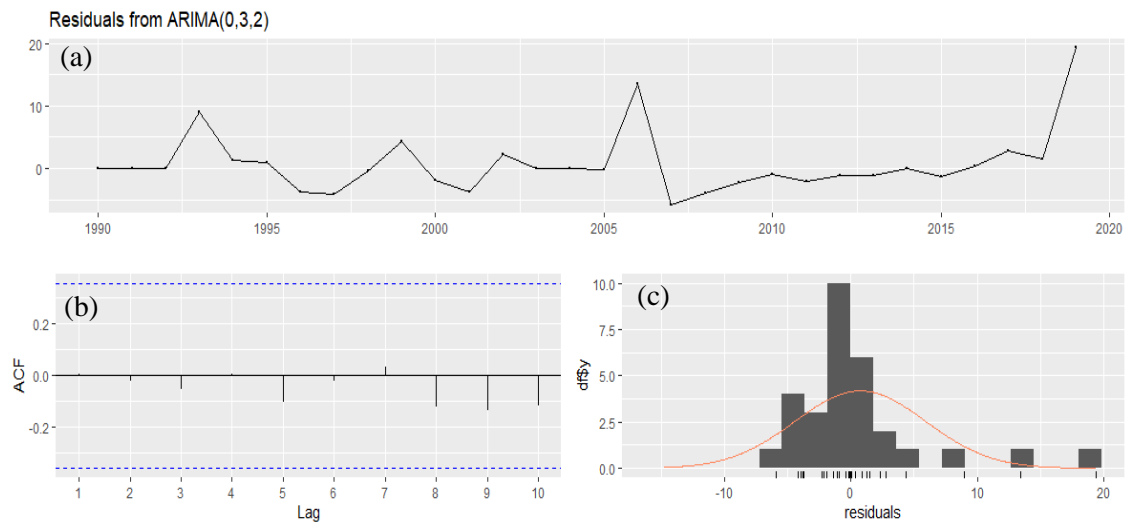 Residuals from ARIMA(0,3,2)
(a)
20
10
0
1990 1995 2000 2005 2010 2015 2020
(b)
ACF
0.2
0.0
-0.2
1 2 3 4 5 6 7 8 9 10
Lag
(c)
df$y
10.0
7.5
5.0
2.5
0.0
-10 0 10 20
residuals